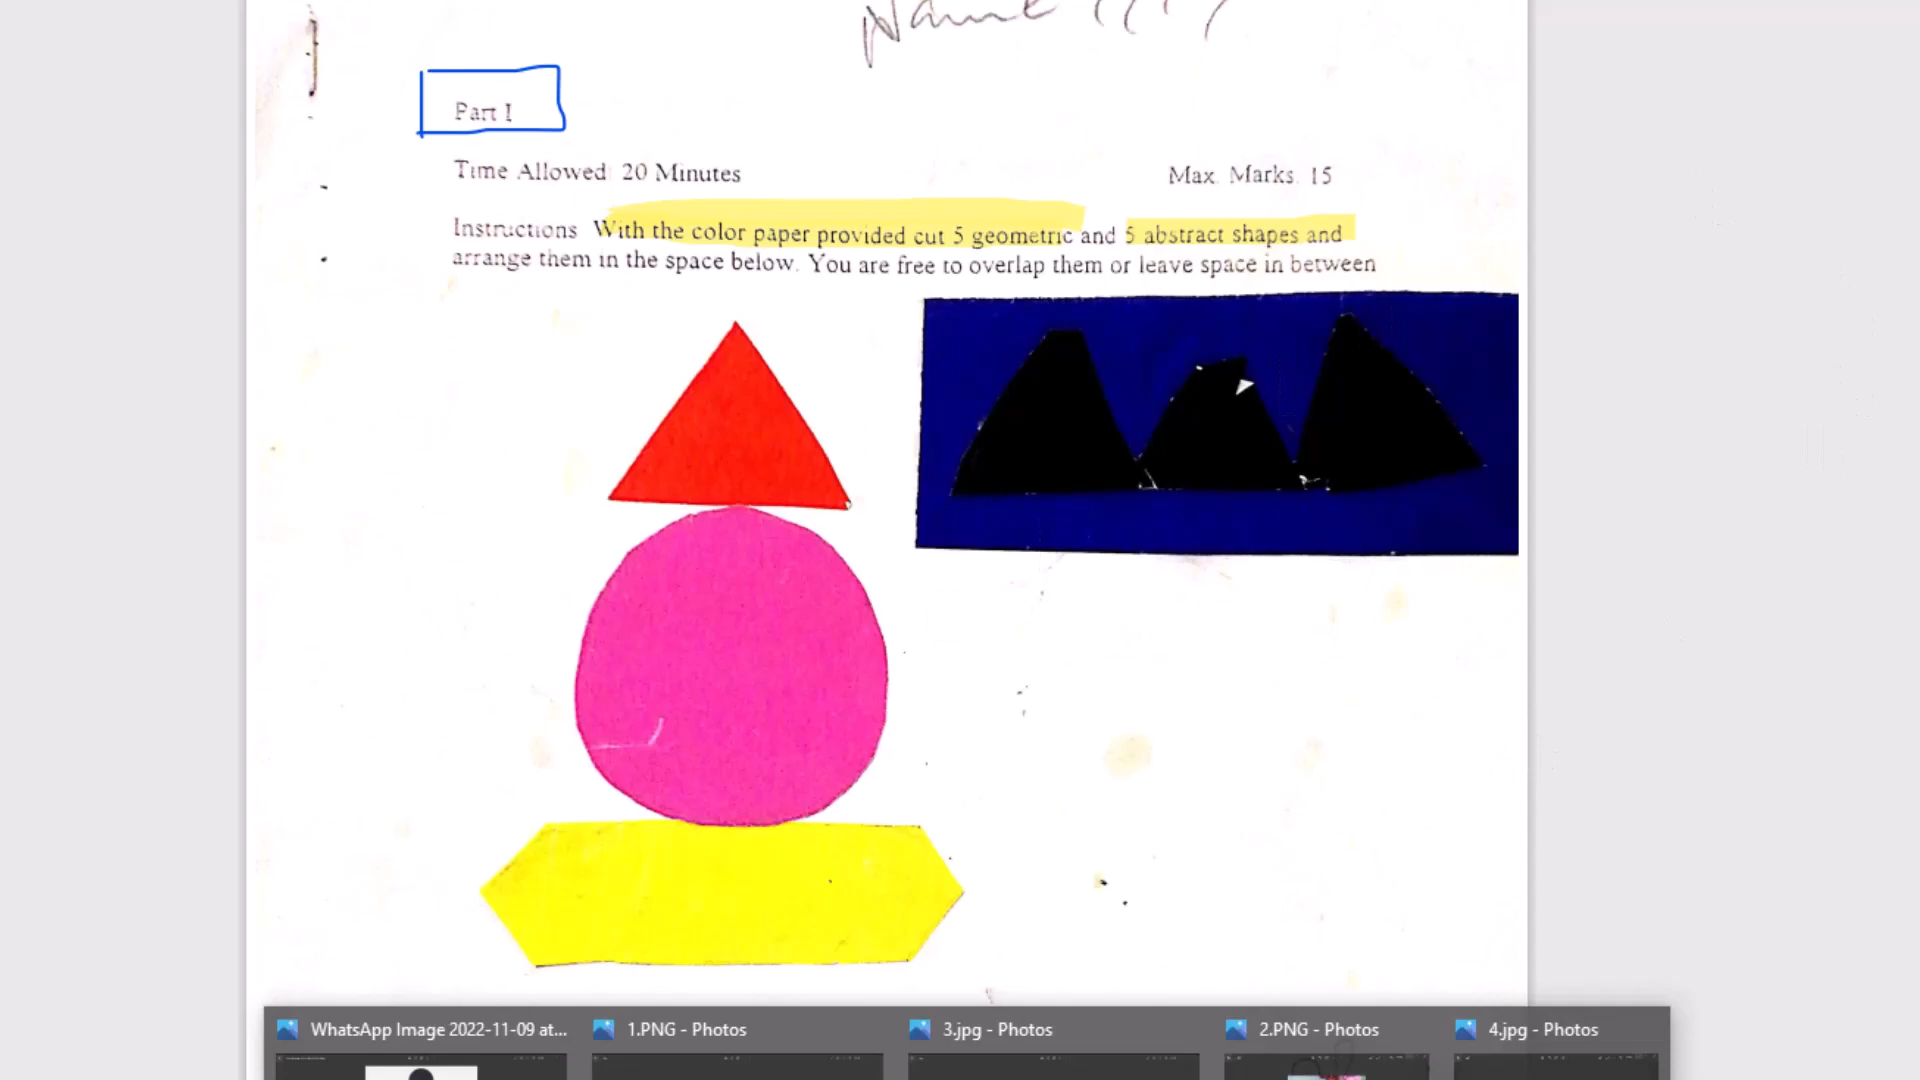 Name
Part I
Time Allowed: 20 Minutes
Max. Marks. 15
Instructions With the color paper provided cut 5 geometric and 5 abstract shapes and
arrange them in the space below. You are free to overlap them or leave space in between
WhatsApp Image 2022-11-09 at...
1.PNG - Photos
3.jpg - Photos
2.PNG - Photos
4.jpg - Photos